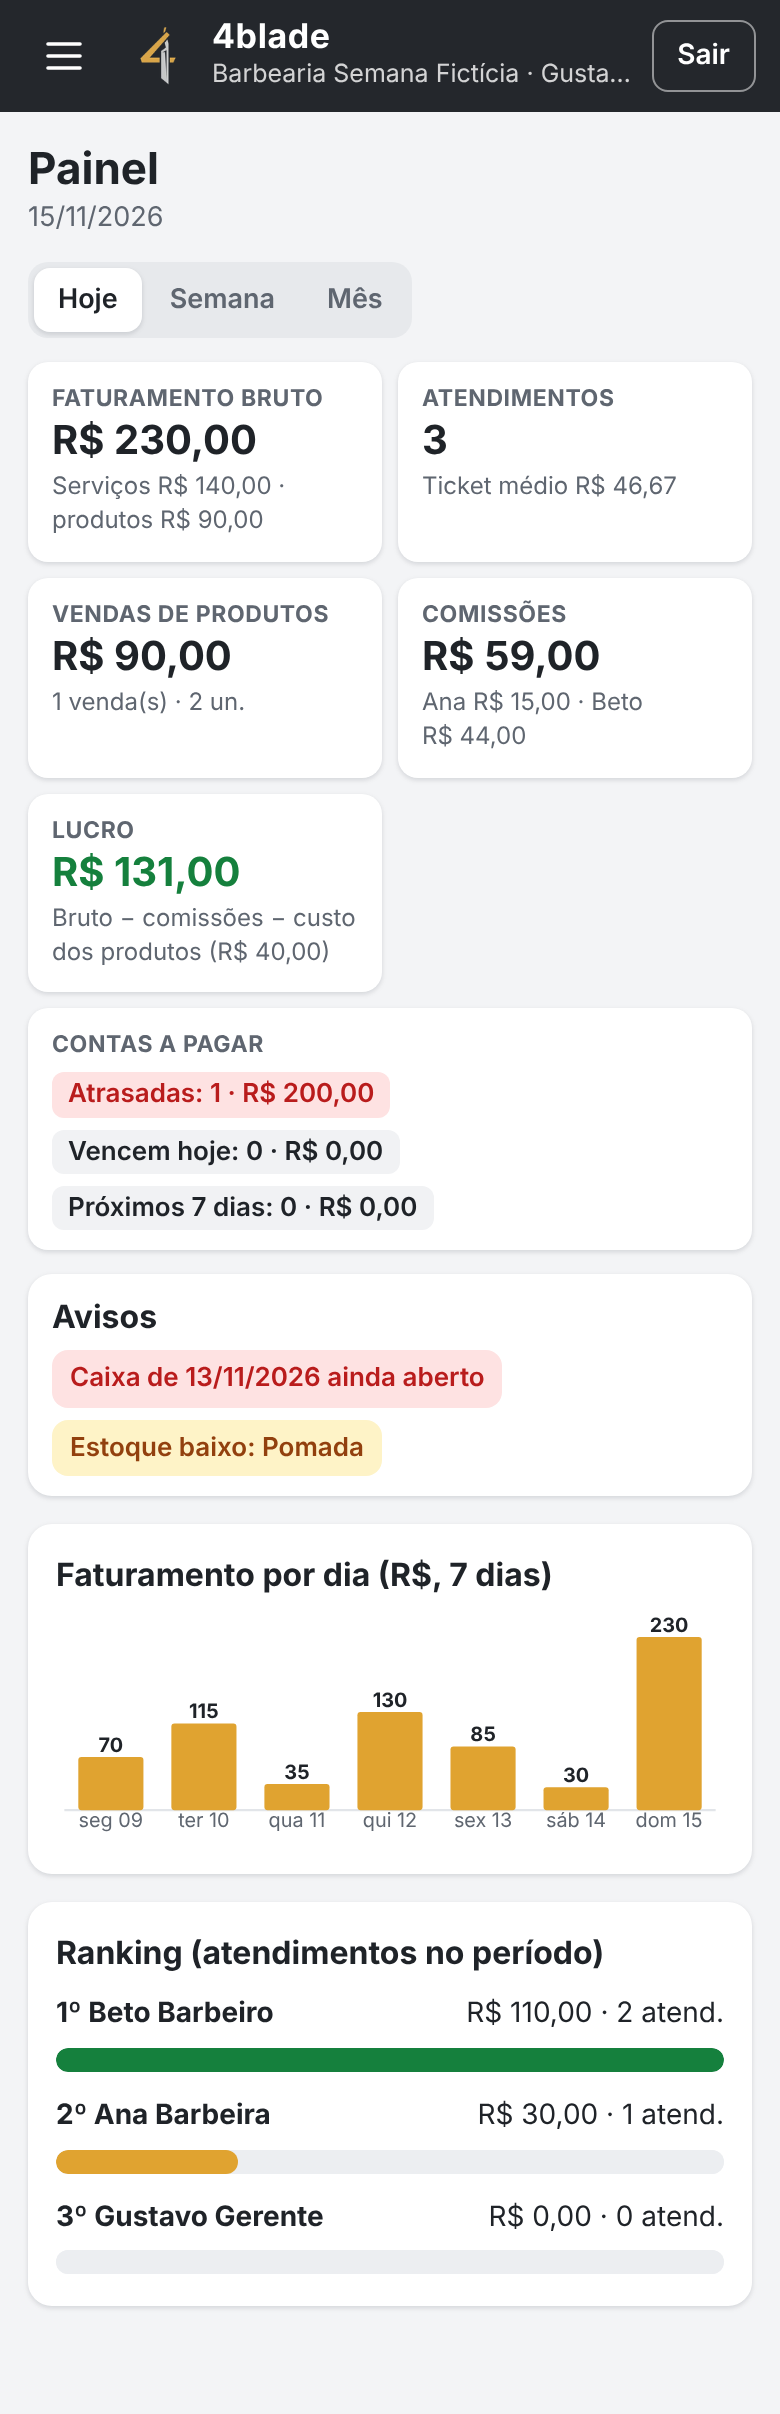 4blade
Barbearia Semana Fictícia · Gusta...
Sair
Painel
15/11/2026
Hoje
Semana
Mês
FATURAMENTO BRUTO
R$ 230,00
Serviços R$ 140,00 ·
produtos R$ 90,00
ATENDIMENTOS
3
Ticket médio R$ 46,67
VENDAS DE PRODUTOS
R$ 90,00
1 venda(s) · 2 un.
COMISSÕES
R$ 59,00
Ana R$ 15,00 · Beto
R$ 44,00
LUCRO
R$ 131,00
Bruto − comissões − custo
dos produtos (R$ 40,00)
CONTAS A PAGAR
Atrasadas: 1 · R$ 200,00
Vencem hoje: 0 · R$ 0,00
Próximos 7 dias: 0 · R$ 0,00
Avisos
Caixa de 13/11/2026 ainda aberto
Estoque baixo: Pomada
Faturamento por dia (R$, 7 dias)
70
115
35
130
85
30
230
seg 09
ter 10
qua 11
qui 12
sex 13
sáb 14
dom 15
Ranking (atendimentos no período)
1º Beto Barbeiro
R$ 110,00 · 2 atend.
2º Ana Barbeira
R$ 30,00 · 1 atend.
3º Gustavo Gerente
R$ 0,00 · 0 atend.